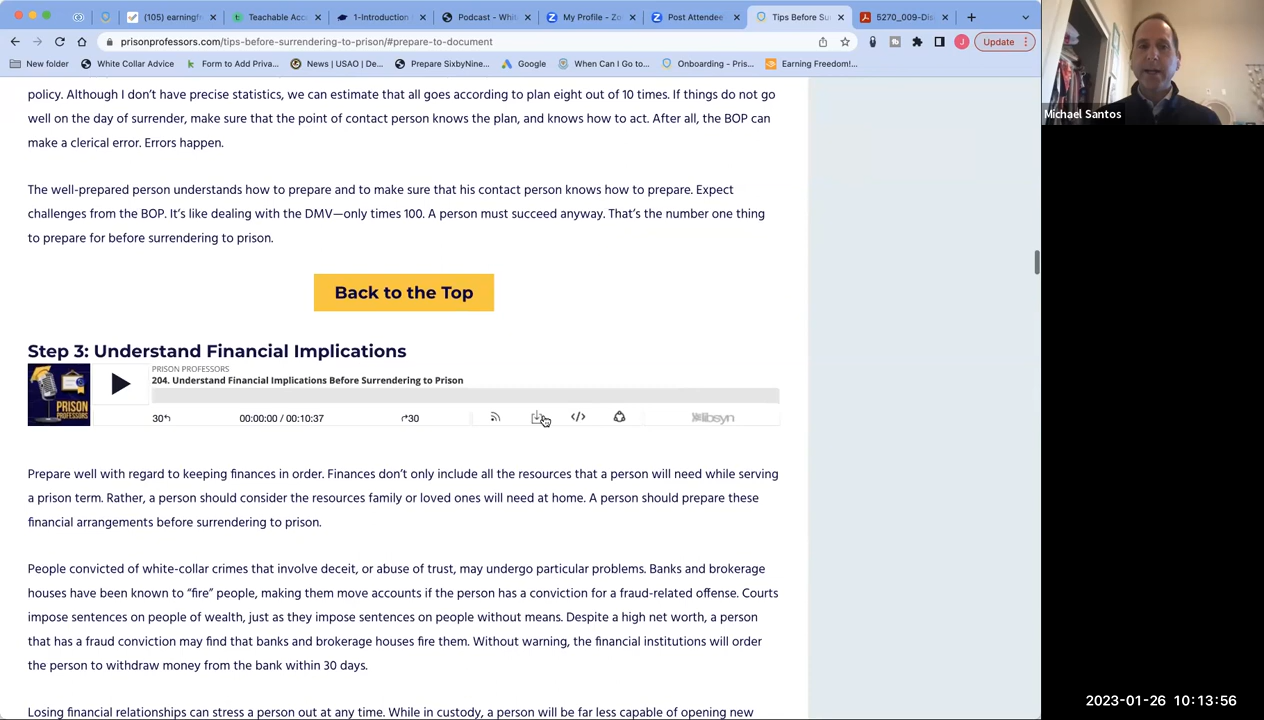 (105) earningfr
Teachable Acc
1-Introduction
Podcast - Whit
My Profile - Zo
Post Attendee
Tips Before Su
5270_009-Dis
prisonprofessors.com/tips-before-surrendering-to-prison/#prepare-to-document
J
Update
New folder
White Collar Advice
Form to Add Priva...
News | USAO | De...
Prepare SixbyNine...
Google
When Can I Go to...
Onboarding - Pris...
Earning Freedom!...
Michael Santos
policy. Although I don’t have precise statistics, we can estimate that all goes according to plan eight out of 10 times. If things do not go
well on the day of surrender, make sure that the point of contact person knows the plan, and knows how to act. After all, the BOP can
make a clerical error. Errors happen.
The well-prepared person understands how to prepare and to make sure that his contact person knows how to prepare. Expect
challenges from the BOP. It’s like dealing with the DMV—only times 100. A person must succeed anyway. That’s the number one thing
to prepare for before surrendering to prison.
Back to the Top
Step 3: Understand Financial Implications
PRISON PROFESSORS
204. Understand Financial Implications Before Surrendering to Prison
PRISON
PROFESSORS
30
00:00:00 / 00:10:37
30
libsyn
Prepare well with regard to keeping finances in order. Finances don’t only include all the resources that a person will need while serving
a prison term. Rather, a person should consider the resources family or loved ones will need at home. A person should prepare these
financial arrangements before surrendering to prison.
People convicted of white-collar crimes that involve deceit, or abuse of trust, may undergo particular problems. Banks and brokerage
houses have been known to “fire” people, making them move accounts if the person has a conviction for a fraud-related offense. Courts
impose sentences on people of wealth, just as they impose sentences on people without means. Despite a high net worth, a person
that has a fraud conviction may find that banks and brokerage houses fire them. Without warning, the financial institutions will order
the person to withdraw money from the bank within 30 days.
Losing financial relationships can stress a person out at any time. While in custody, a person will be far less capable of opening new
2023-01-26 10:13:56